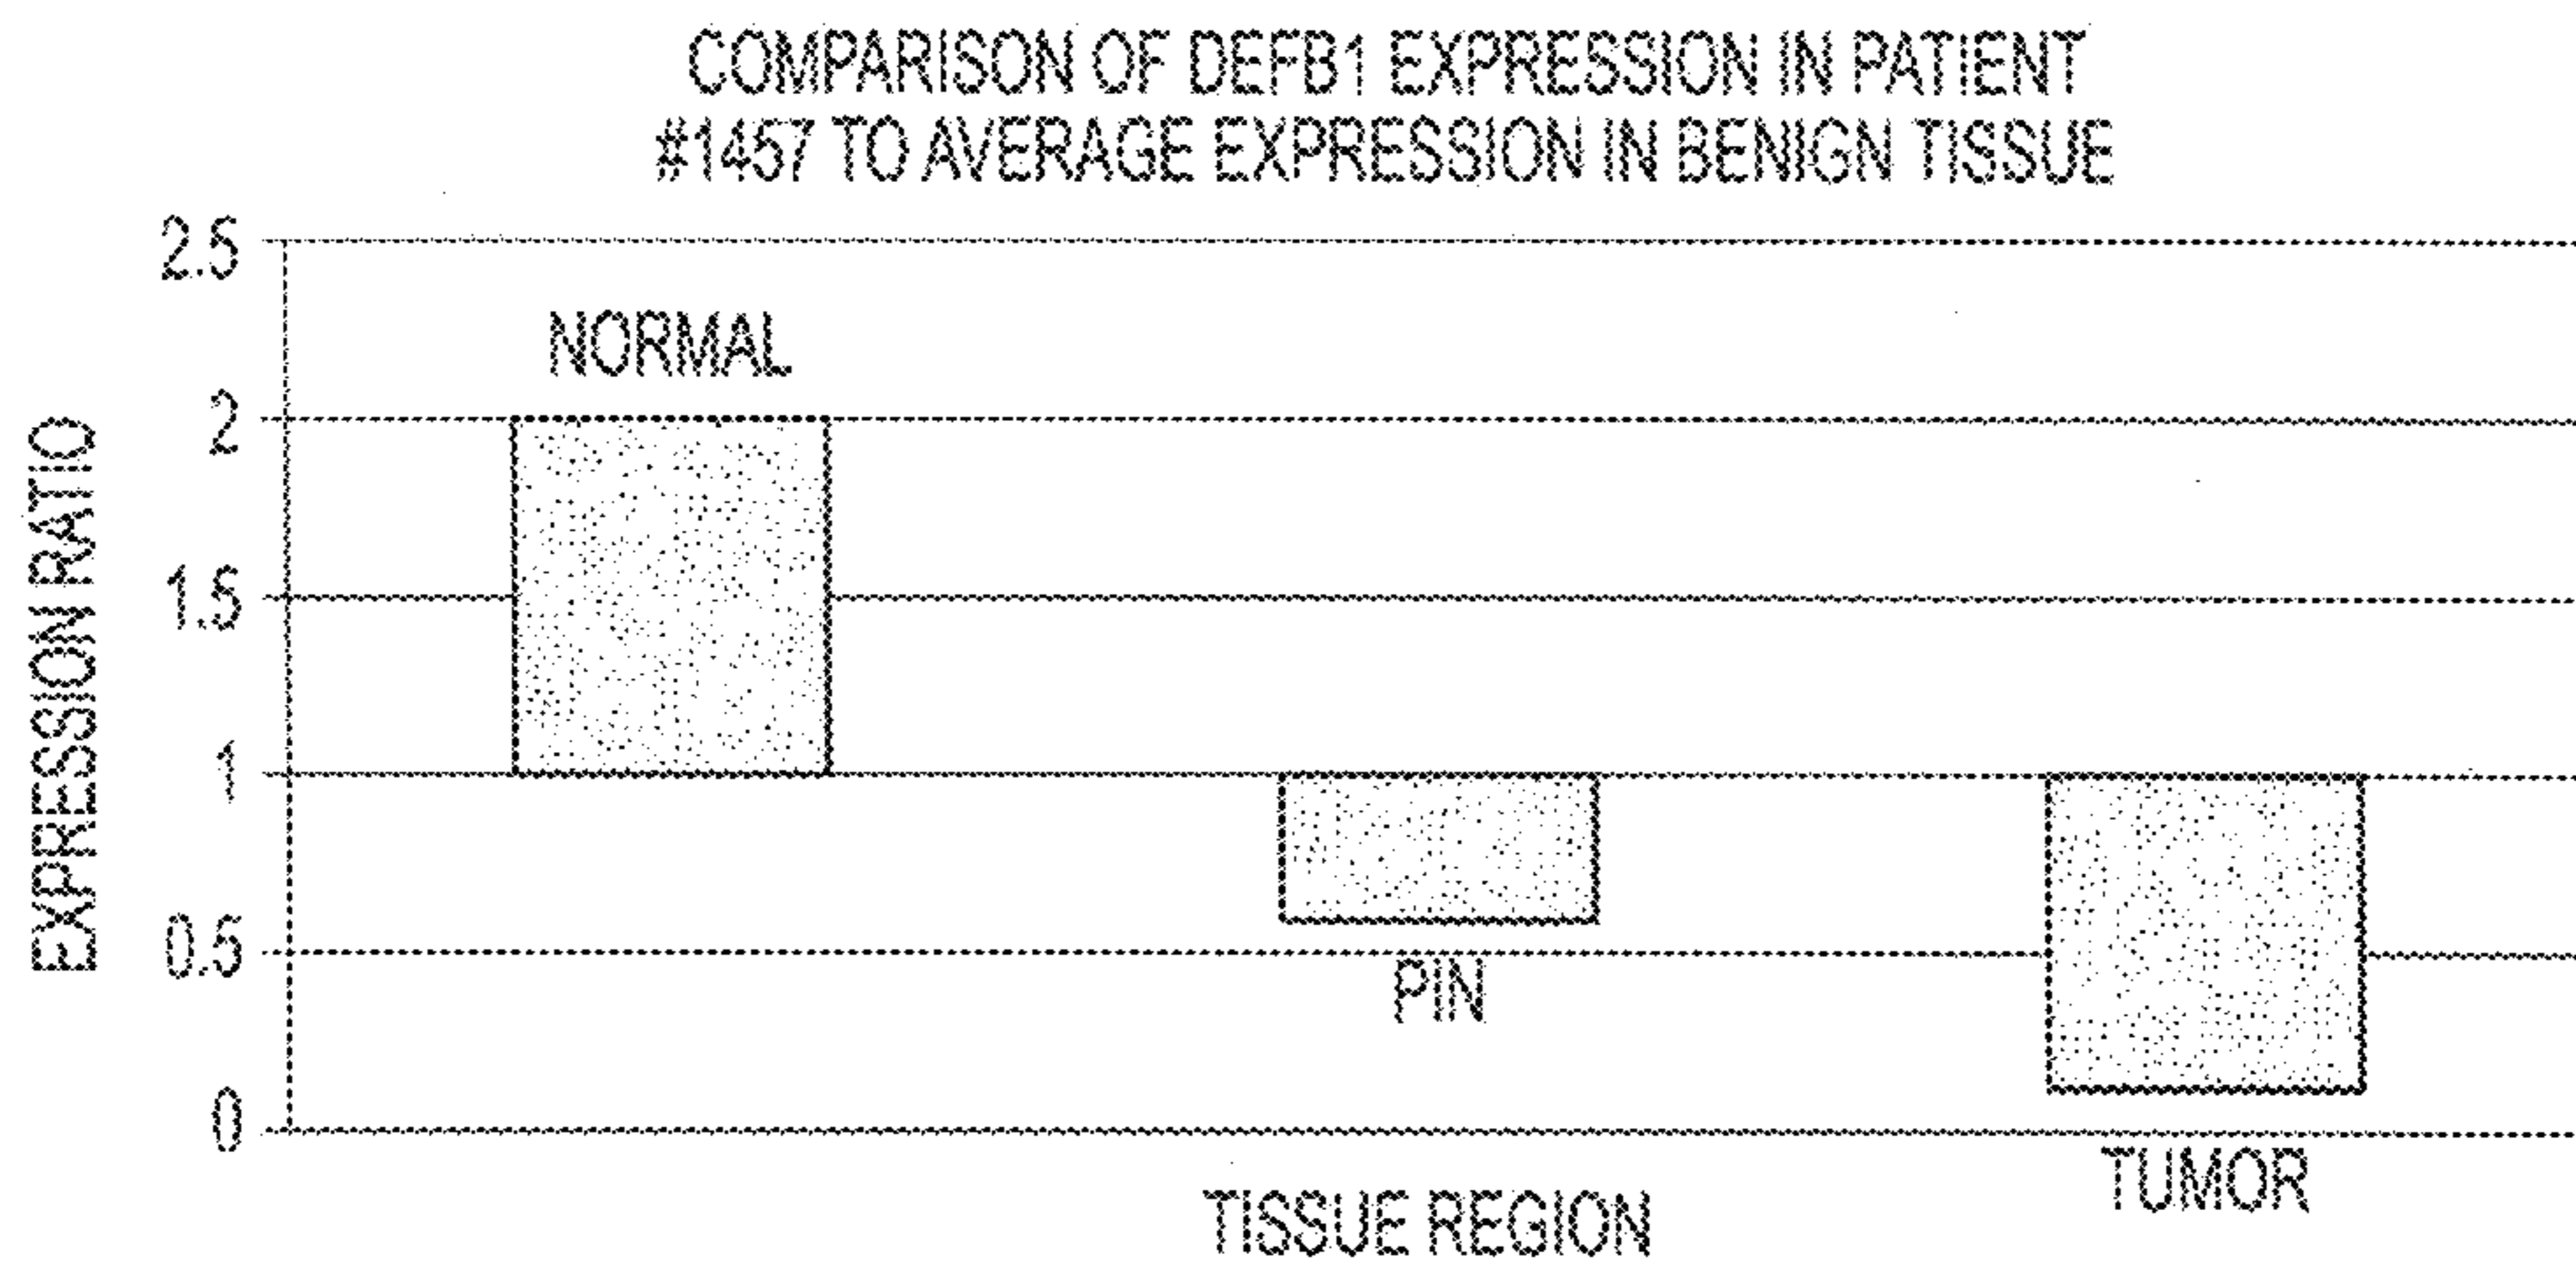 COMPARISON OF DEFB1 EXPRESSION IN PATIENT
#1457 TO AVERAGE EXPRESSION IN BENIGN TISSUE
EXPRESSION RATIO
2.5
2
1.5
1
0.5
0
NORMAL
PIN
TUMOR
TISSUE REGION